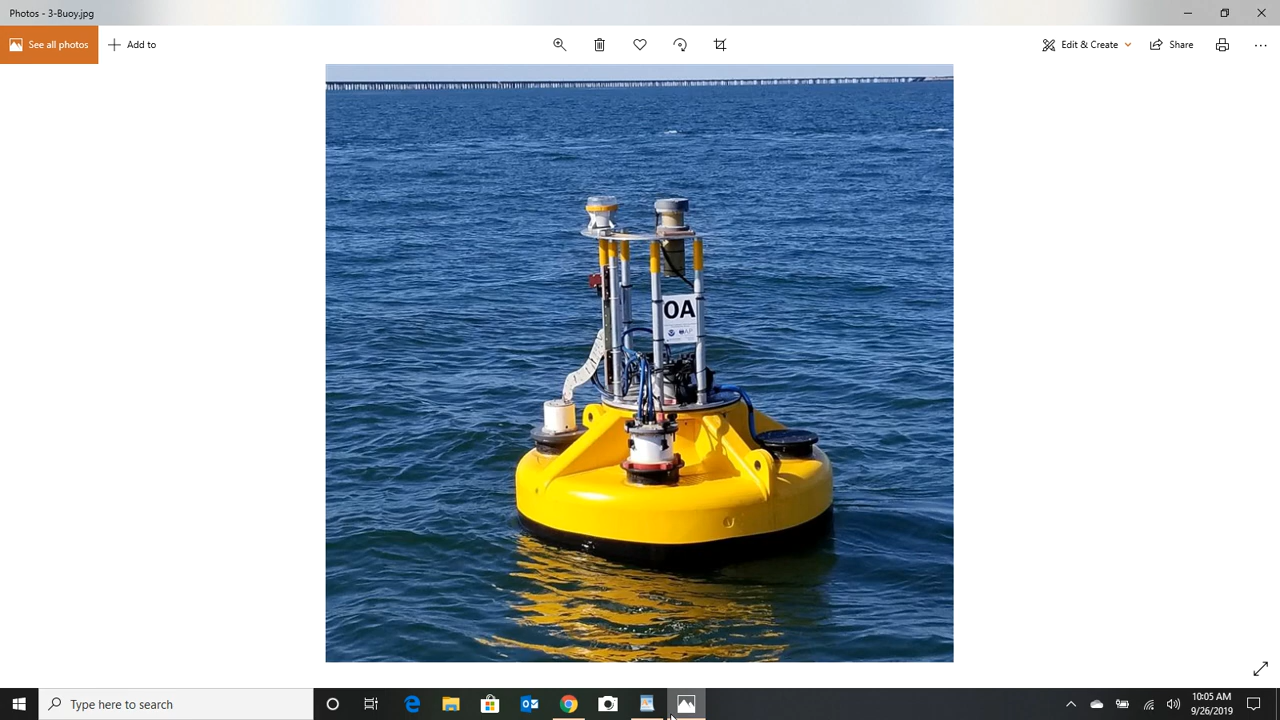 Photos - 3-Buoy.jpg
See all photos
Add to
Edit & Create
Share
OA
Type here to search
10:05 AM
9/26/2019